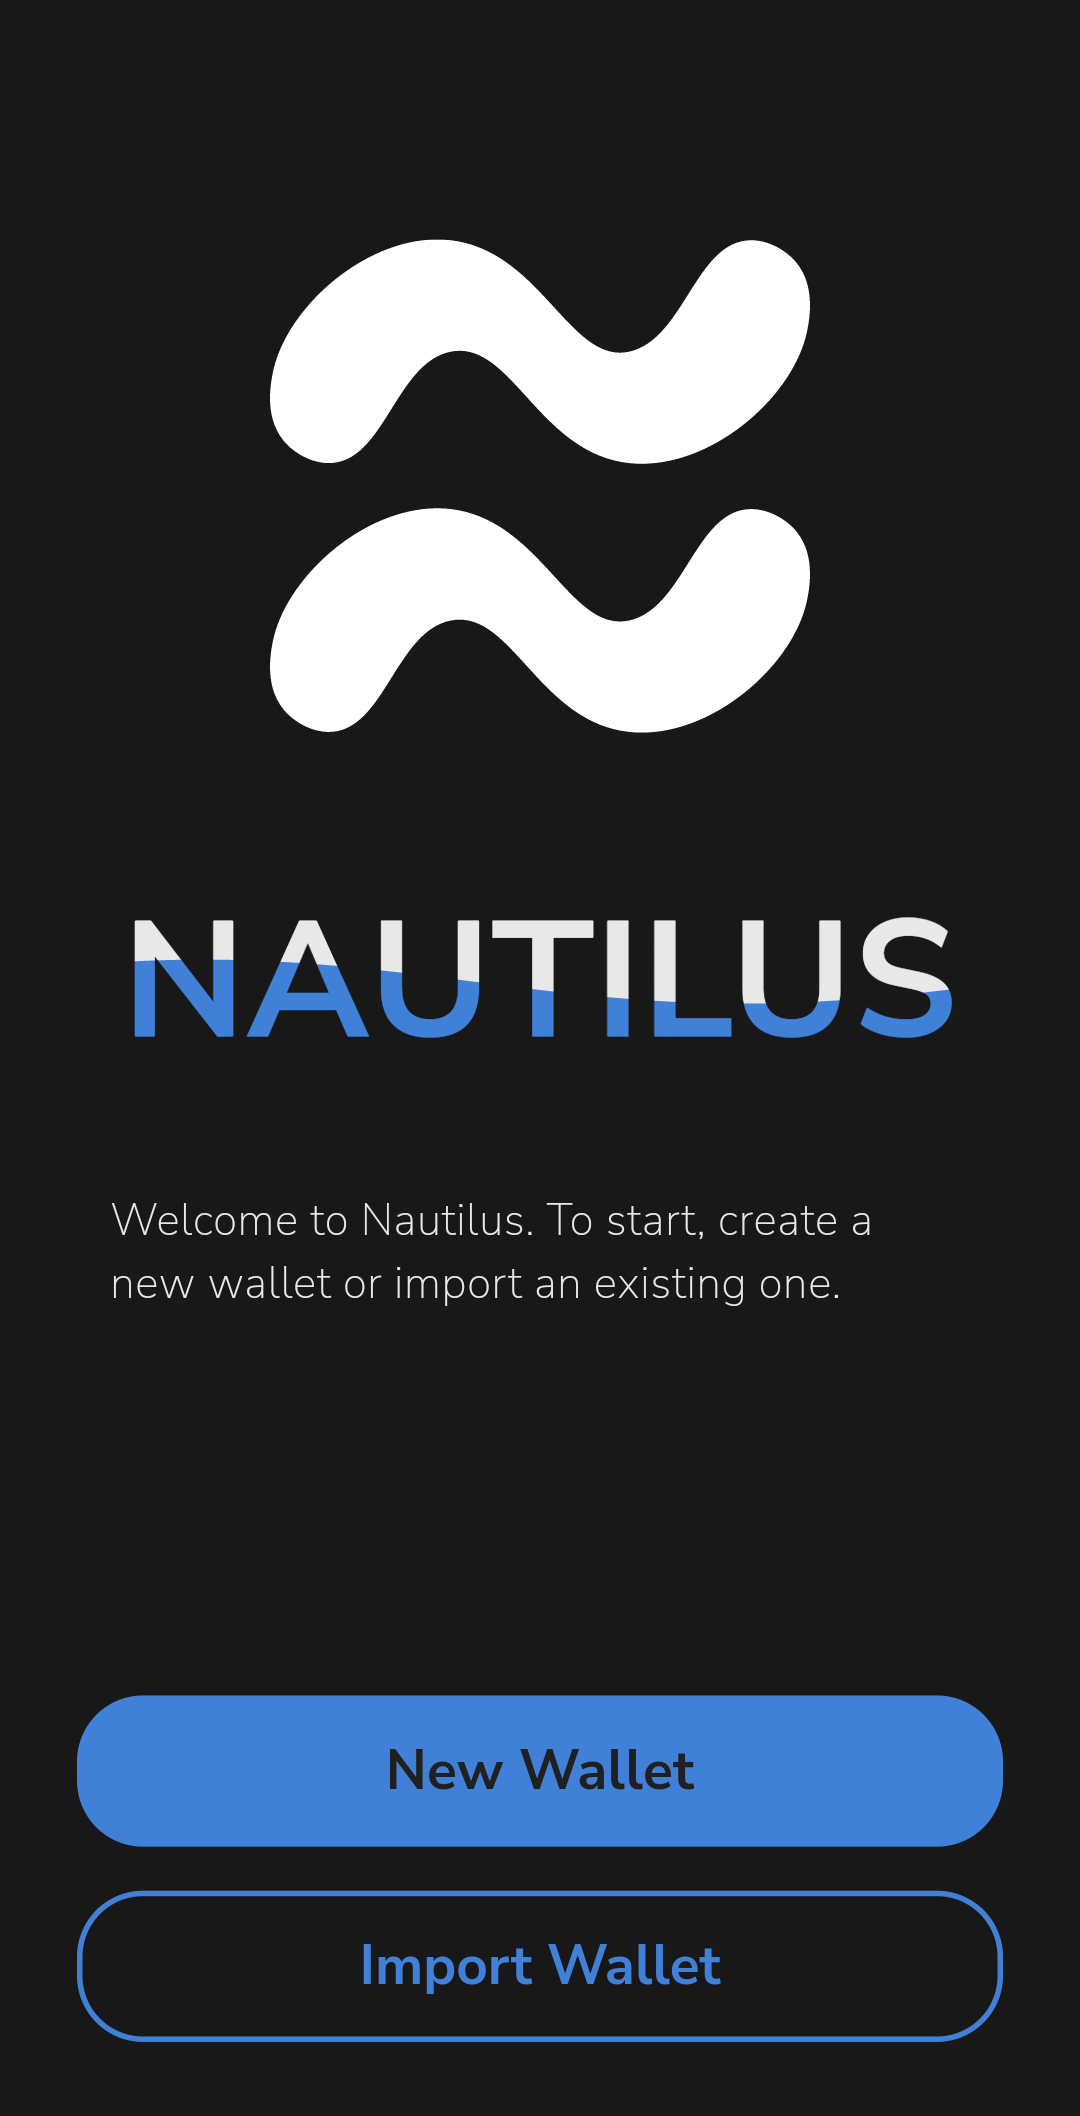 NAUTILUS
Welcome to Nautilus. To start, create a
new wallet or import an existing one.
New Wallet
Import Wallet